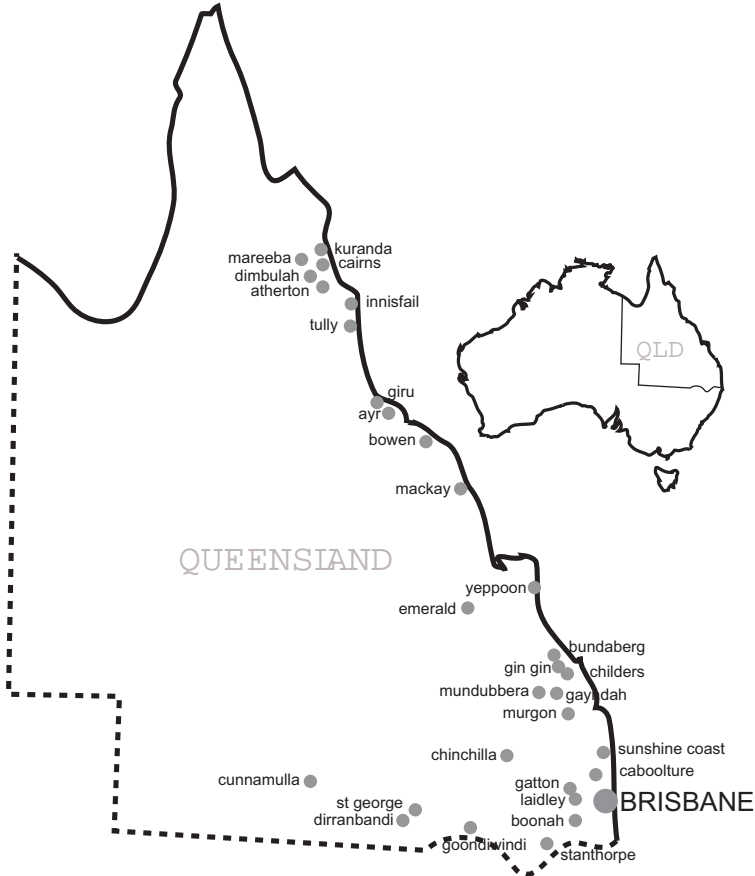 kuranda
mareeba
cairns
dimbulah
atherton
innisfail
tully
QLD
giru
ayr
bowen
mackay
QUEENSLAND
yeppoon
emerald
bundaberg
gin gin
childers
mundubbera
gayndah
murgon
sunshine coast
chinchilla
caboolture
cunnamulla
gatton
laidley
BRISBANE
st george
dirranbandi
boonah
goondiwindi
stanthorpe